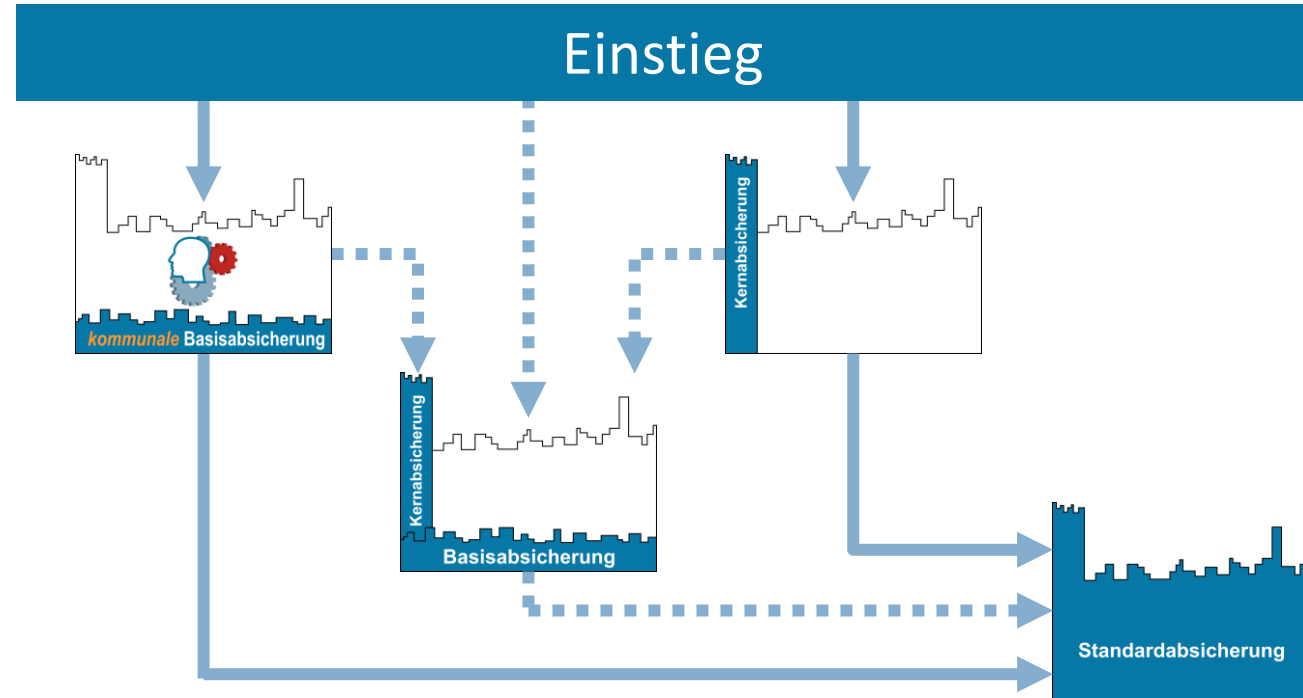 Einstieg
kommunale Basisabsicherung
Kernabsicherung
Kernabsicherung
Basisabsicherung
Standardabsicherung